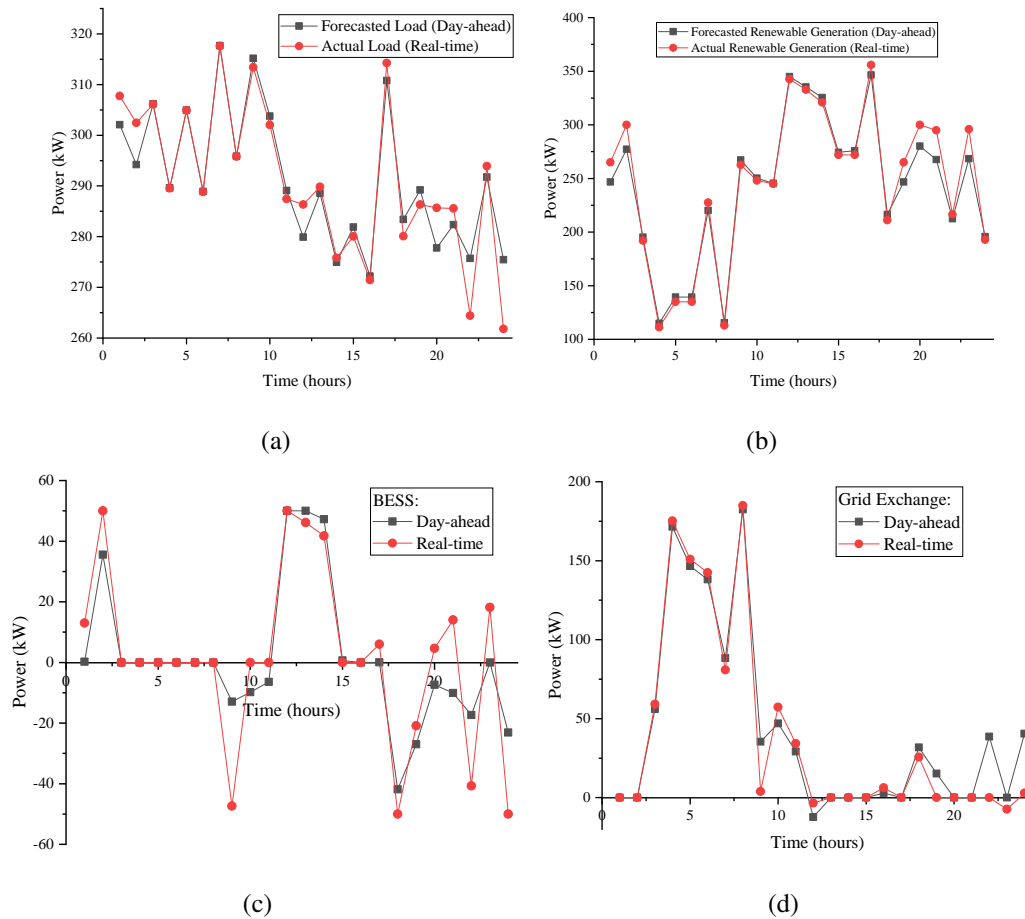 Forecasted Load (Day-ahead)
Actual Load (Real-time)
320
310
300
290
280
270
260
0
5
10
15
20
Power (kW)
Time (hours)
(a)
Forecasted Renewable Generation (Day-ahead)
Actual Renewable Generation (Real-time)
400
350
300
250
200
150
100
0
5
10
15
20
Power (kW)
Time (hours)
(b)
BESS:
Day-ahead
Real-time
60
40
20
0
-20
-40
-60
0
5
10
15
20
Power (kW)
Time (hours)
(c)
Grid Exchange:
Day-ahead
Real-time
200
150
100
50
0
0
5
10
15
20
Power (kW)
Time (hours)
(d)